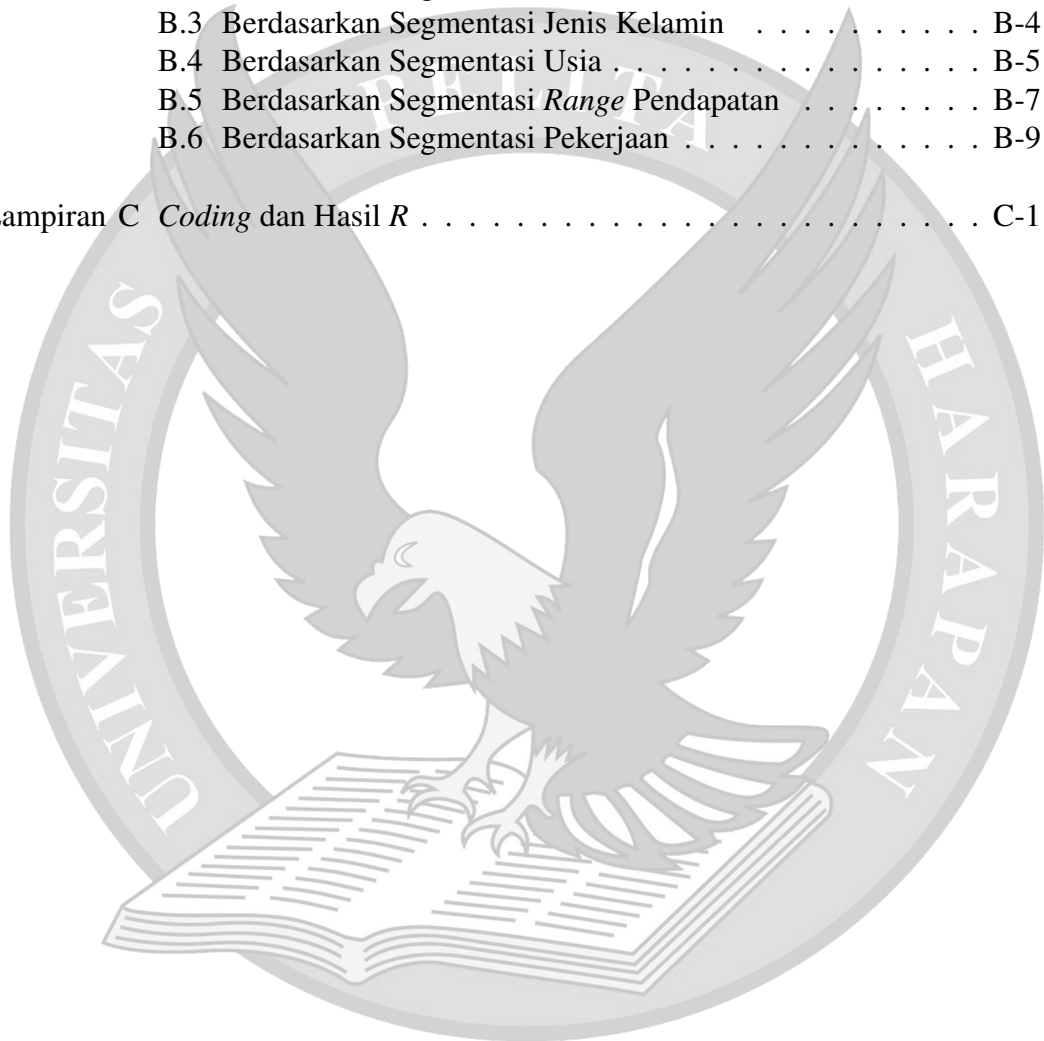 B.3 Berdasarkan Segmentasi Jenis Kelamin . . . . . . . . . . B-4
B.4 Berdasarkan Segmentasi Usia . . . . . . . . . . . . . . . . B-5
B.5 Berdasarkan Segmentasi Range Pendapatan . . . . . . . . B-7
B.6 Berdasarkan Segmentasi Pekerjaan . . . . . . . . . . . . . B-9
ampiran C Coding dan Hasil R . . . . . . . . . . . . . . . . . . . . . . . . C-1
UNIVERSITAS PELITA HARAPAN